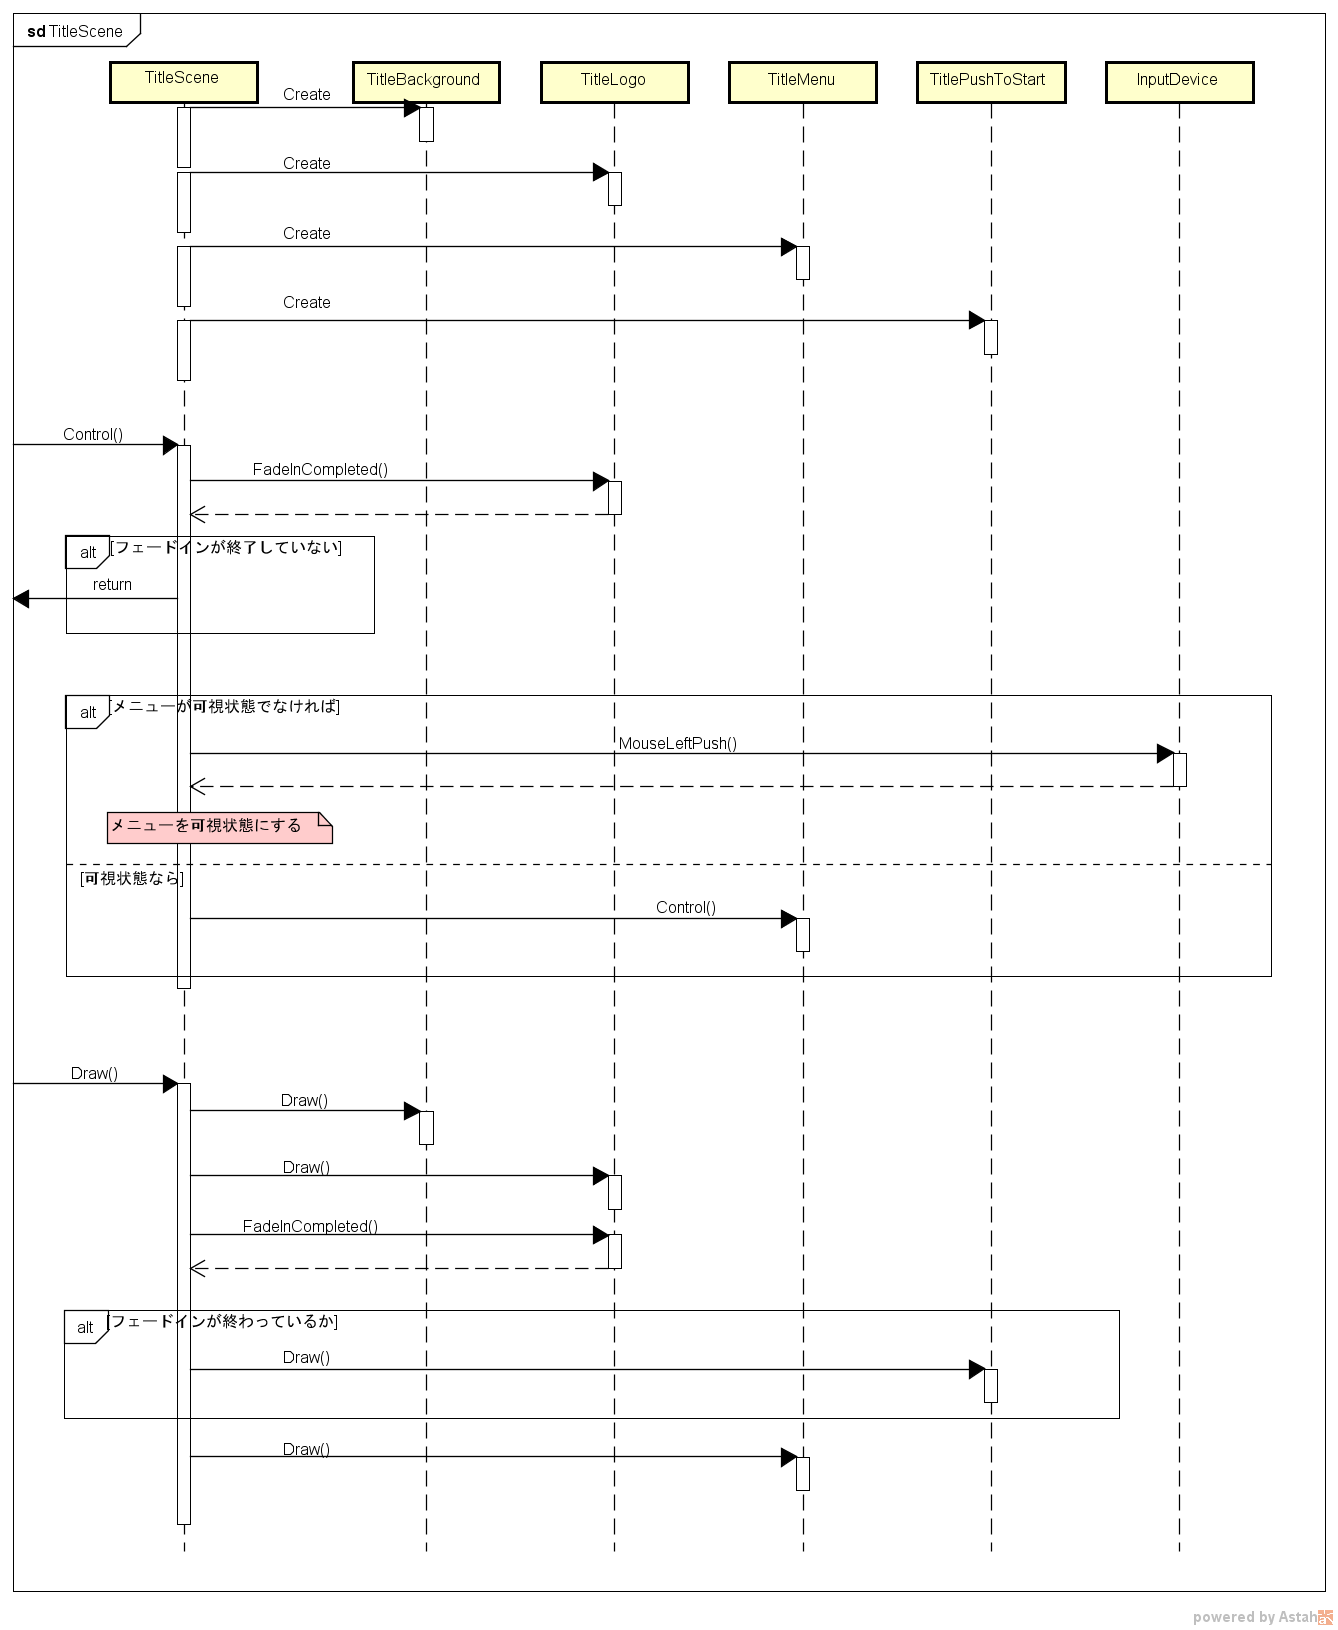 sd TitleScene
TitleScene
TitleBackground
TitleLogo
TitleMenu
TitlePushToStart
InputDevice
Create
Create
Create
Create
Control()
FadeInCompleted()
alt
[フェードインが終了していない]
return
alt
[メニューが可視状態でなければ]
MouseLeftPush()
メニューを可視状態にする
[可視状態なら]
Control()
Draw()
Draw()
Draw()
FadeInCompleted()
alt
[フェードインが終わっているか]
Draw()
Draw()
powered by Astah